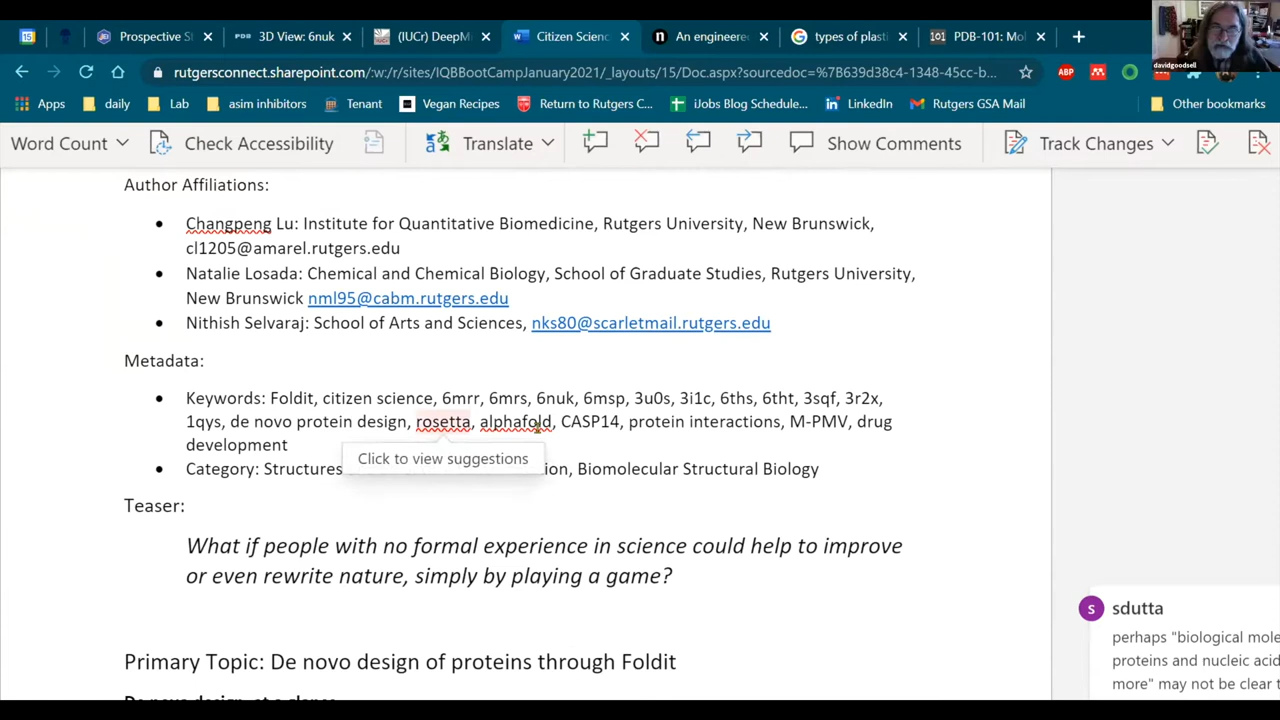 Prospective S
3D View: 6nuk
(IUCr) DeepM
Citizen Scienc
An engineere
types of plasti
PDB-101: Mol
davidgoodsell
rutgersconnect.sharepoint.com/:w:/r/sites/IQBBootCampJanuary2021/_layouts/15/Doc.aspx?sourcedoc=%7B639d38c4-1348-45cc-b...
Apps daily Lab asim inhibitors Tenant Vegan Recipes Return to Rutgers C... iJobs Blog Schedule... LinkedIn Rutgers GSA Mail Other bookmarks
Word Count Check Accessibility Translate Show Comments Track Changes
Author Affiliations:
• Changpeng Lu: Institute for Quantitative Biomedicine, Rutgers University, New Brunswick,
cl1205@amarel.rutgers.edu
• Natalie Losada: Chemical and Chemical Biology, School of Graduate Studies, Rutgers University,
New Brunswick nml95@cabm.rutgers.edu
• Nithish Selvaraj: School of Arts and Sciences, nks80@scarletmail.rutgers.edu
Metadata:
• Keywords: Foldit, citizen science, 6mrr, 6mrs, 6nuk, 6msp, 3u0s, 3i1c, 6ths, 6tht, 3sqf, 3r2x,
1qys, de novo protein design, rosetta, alphafold, CASP14, protein interactions, M-PMV, drug
development
Click to view suggestions
• Category: Structures ion, Biomolecular Structural Biology
Teaser:
What if people with no formal experience in science could help to improve
or even rewrite nature, simply by playing a game?
s sdutta
perhaps "biological mole
proteins and nucleic acid
more" may not be clear t
Primary Topic: De novo design of proteins through Foldit